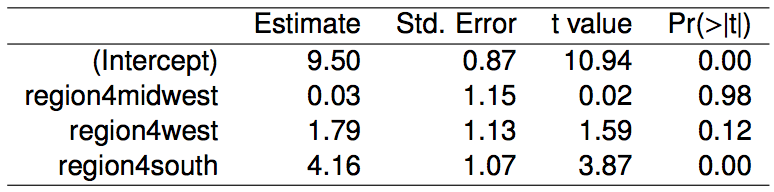 Estimate Std. Error t value Pr(>|t|)
(Intercept) 9.50 0.87 10.94 0.00
region4midwest 0.03 1.15 0.02 0.98
region4west 1.79 1.13 1.59 0.12
region4south 4.16 1.07 3.87 0.00